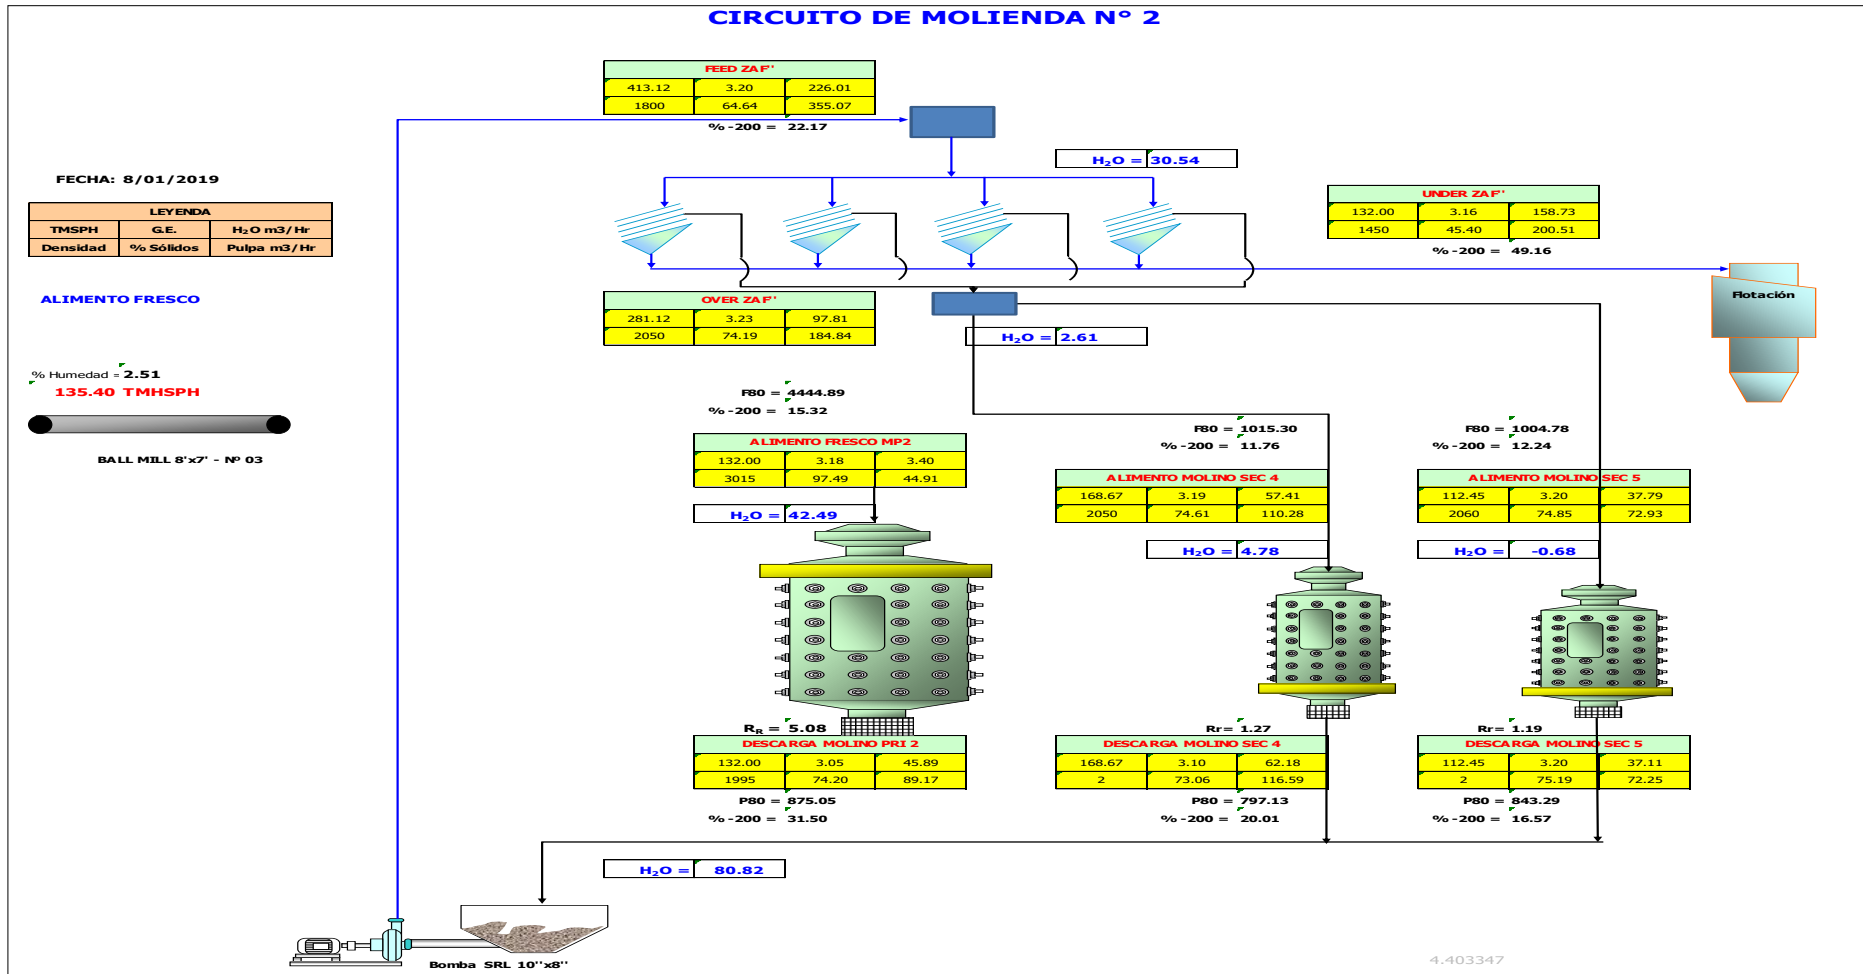 CIRCUITO DE MOLIENDA N° 2
FEED ZAF''
413.12 3.20 226.01
1800 64.64 355.07
% -200 = 22.17
H₂O = 30.54
FECHA: 8/01/2019
LEYENDA
TMSPH G.E. H₂O m3/Hr
Densidad % Sólidos Pulpa m3/Hr
UNDER ZAF''
132.00 3.16 158.73
1450 45.40 200.51
% -200 = 49.16
ALIMENTO FRESCO
Flotación
OVER ZAF''
281.12 3.23 97.81
2050 74.19 184.84
H₂O = 2.61
% Humedad = 2.51
135.40 TMHSPH
BALL MILL 8'x7' - Nº 03
F80 = 4444.89
% -200 = 15.32
ALIMENTO FRESCO MP2
132.00 3.18 3.40
3015 97.49 44.91
H₂O = 42.49
F80 = 1015.30
% -200 = 11.76
ALIMENTO MOLINO SEC 4
168.67 3.19 57.41
2050 74.61 110.28
H₂O = 4.78
F80 = 1004.78
% -200 = 12.24
ALIMENTO MOLINO SEC 5
112.45 3.20 37.79
2060 74.85 72.93
H₂O = -0.68
R_R = 5.08
DESCARGA MOLINO PRI 2
132.00 3.05 45.89
1995 74.20 89.17
P80 = 875.05
% -200 = 31.50
Rr= 1.27
DESCARGA MOLINO SEC 4
168.67 3.10 62.18
2 73.06 116.59
P80 = 797.13
% -200 = 20.01
Rr= 1.19
DESCARGA MOLINO SEC 5
112.45 3.20 37.11
2 75.19 72.25
P80 = 843.29
% -200 = 16.57
H₂O = 80.82
Bomba SRL 10''x8''
4.403347